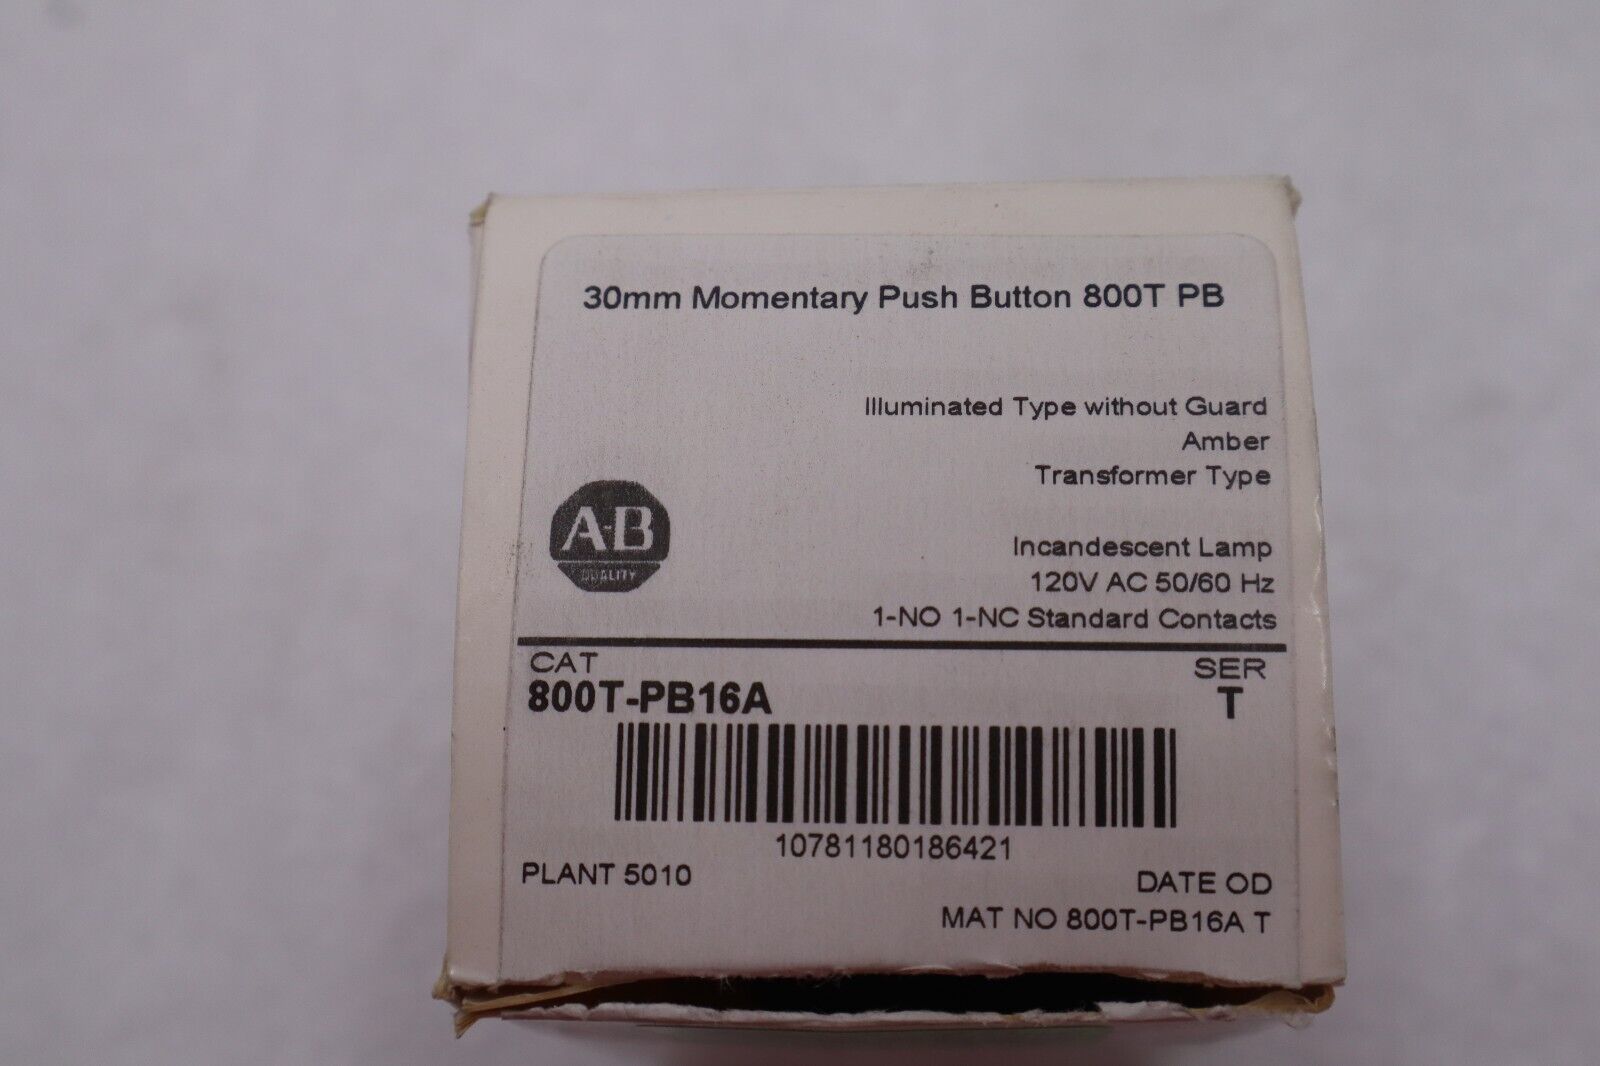 30mm Momentary Push Button 800T PB
Illuminated Type without Guard
Amber
Transformer Type
A-B
QUALITY
Incandescent Lamp
120V AC 50/60 Hz
1-NO 1-NC Standard Contacts
CAT
SER
800T-PB16A
T
10781180186421
PLANT 5010
DATE OD
MAT NO 800T-PB16A T